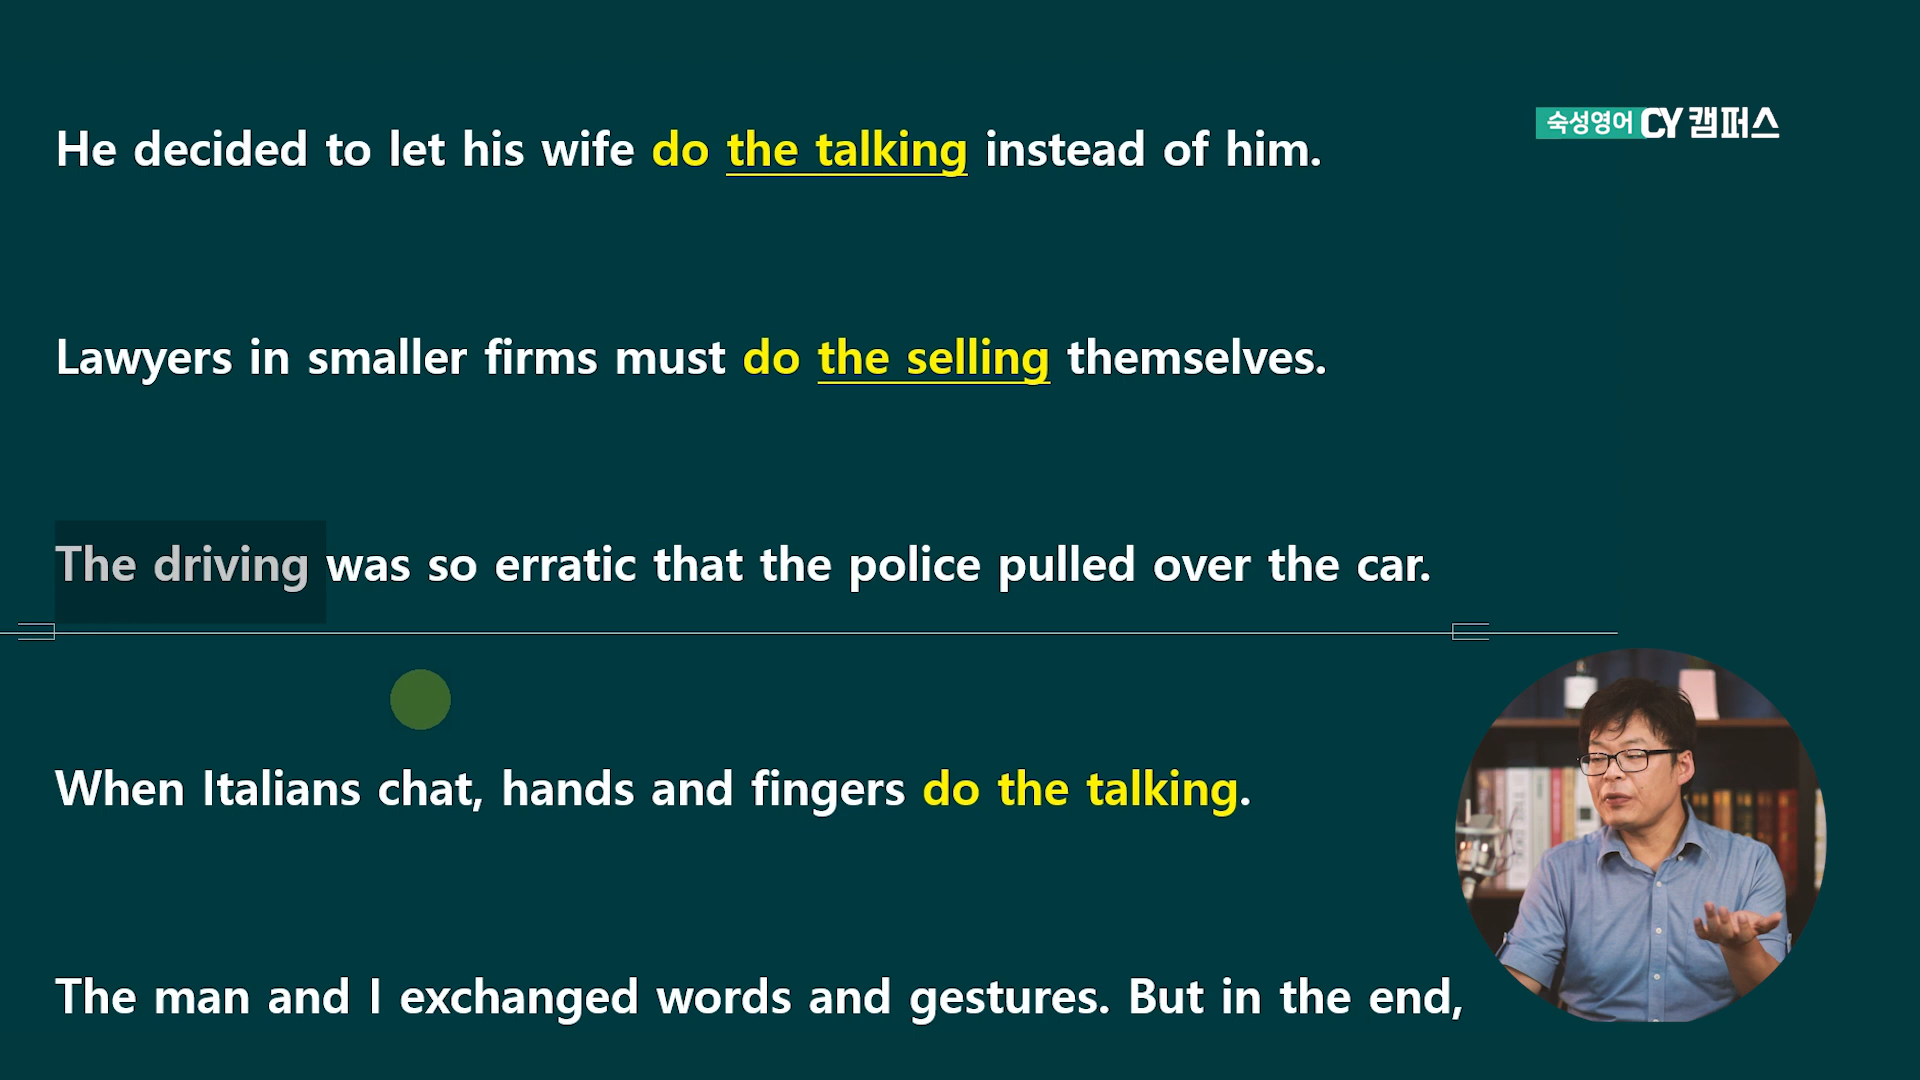 숙성영어 CY 캠퍼스
He decided to let his wife do the talking instead of him.
Lawyers in smaller firms must do the selling themselves.
The driving was so erratic that the police pulled over the car.
When Italians chat, hands and fingers do the talking.
The man and I exchanged words and gestures. But in the end,